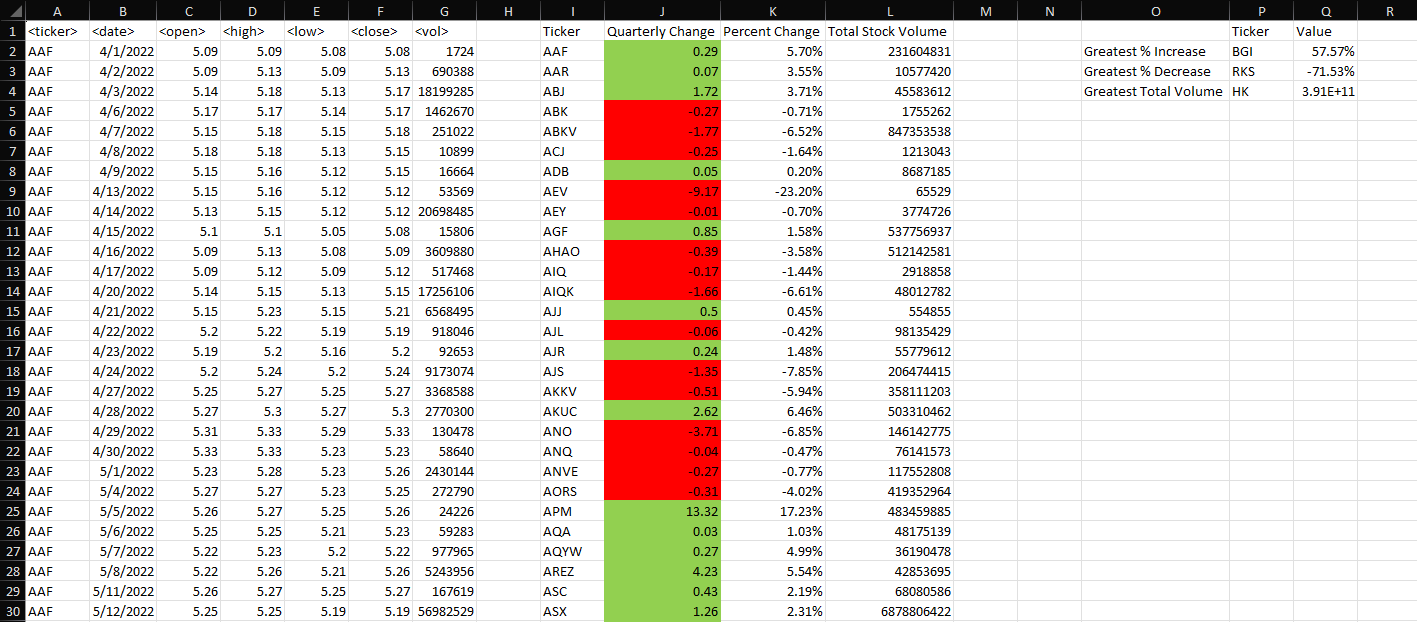 A B C D E F G H I J K L M N O P Q R
1 <ticker> <date> <open> <high> <low> <close> <vol> Ticker Quarterly Change Percent Change Total Stock Volume Ticker Value
2 AAF 4/1/2022 5.09 5.09 5.08 5.08 1724 AAF 0.29 5.70% 231604831 Greatest % Increase BGI 57.57%
3 AAF 4/2/2022 5.09 5.13 5.09 5.13 690388 AAR 0.07 3.55% 10577420 Greatest % Decrease RKS -71.53%
4 AAF 4/3/2022 5.14 5.18 5.13 5.17 18199285 ABJ 1.72 3.71% 45583612 Greatest Total Volume HK 3.91E+11
5 AAF 4/6/2022 5.17 5.17 5.14 5.17 1462670 ABK -0.27 -0.71% 1755262
6 AAF 4/7/2022 5.15 5.18 5.15 5.18 251022 ABKV -1.77 -6.52% 847353538
7 AAF 4/8/2022 5.18 5.18 5.13 5.15 10899 ACJ -0.25 -1.64% 1213043
8 AAF 4/9/2022 5.15 5.16 5.12 5.15 16664 ADB 0.05 0.20% 8687185
9 AAF 4/13/2022 5.15 5.16 5.12 5.12 53569 AEV -9.17 -23.20% 65529
10 AAF 4/14/2022 5.13 5.15 5.12 5.12 20698485 AEY -0.01 -0.70% 3774726
11 AAF 4/15/2022 5.1 5.1 5.05 5.08 15806 AGF 0.85 1.58% 537756937
12 AAF 4/16/2022 5.09 5.13 5.08 5.09 3609880 AHAO -0.39 -3.58% 512142581
13 AAF 4/17/2022 5.09 5.12 5.09 5.12 517468 AIQ -0.17 -1.44% 2918858
14 AAF 4/20/2022 5.14 5.15 5.13 5.15 17256106 AIQK -1.66 -6.61% 48012782
15 AAF 4/21/2022 5.15 5.23 5.15 5.21 6568495 AJJ 0.5 0.45% 554855
16 AAF 4/22/2022 5.2 5.22 5.19 5.19 918046 AJL -0.06 -0.42% 98135429
17 AAF 4/23/2022 5.19 5.2 5.16 5.2 92653 AJR 0.24 1.48% 55779612
18 AAF 4/24/2022 5.2 5.24 5.2 5.24 9173074 AJS -1.35 -7.85% 206474415
19 AAF 4/27/2022 5.25 5.27 5.25 5.27 3368588 AKKV -0.51 -5.94% 358111203
20 AAF 4/28/2022 5.27 5.3 5.27 5.3 2770300 AKUC 2.62 6.46% 503310462
21 AAF 4/29/2022 5.31 5.33 5.29 5.33 130478 ANO -3.71 -6.85% 146142775
22 AAF 4/30/2022 5.33 5.33 5.23 5.23 58640 ANQ -0.04 -0.47% 76141573
23 AAF 5/1/2022 5.23 5.28 5.23 5.26 2430144 ANVE -0.27 -0.77% 117552808
24 AAF 5/4/2022 5.27 5.27 5.23 5.25 272790 AORS -0.31 -4.02% 419352964
25 AAF 5/5/2022 5.26 5.27 5.25 5.26 24226 APM 13.32 17.23% 483459885
26 AAF 5/6/2022 5.25 5.25 5.21 5.23 59283 AQA 0.03 1.03% 48175139
27 AAF 5/7/2022 5.22 5.23 5.2 5.22 977965 AQYW 0.27 4.99% 36190478
28 AAF 5/8/2022 5.22 5.26 5.21 5.26 5243956 AREZ 4.23 5.54% 42853695
29 AAF 5/11/2022 5.26 5.27 5.25 5.27 167619 ASC 0.43 2.19% 68080586
30 AAF 5/12/2022 5.25 5.25 5.19 5.19 56982529 ASX 1.26 2.31% 6878806422